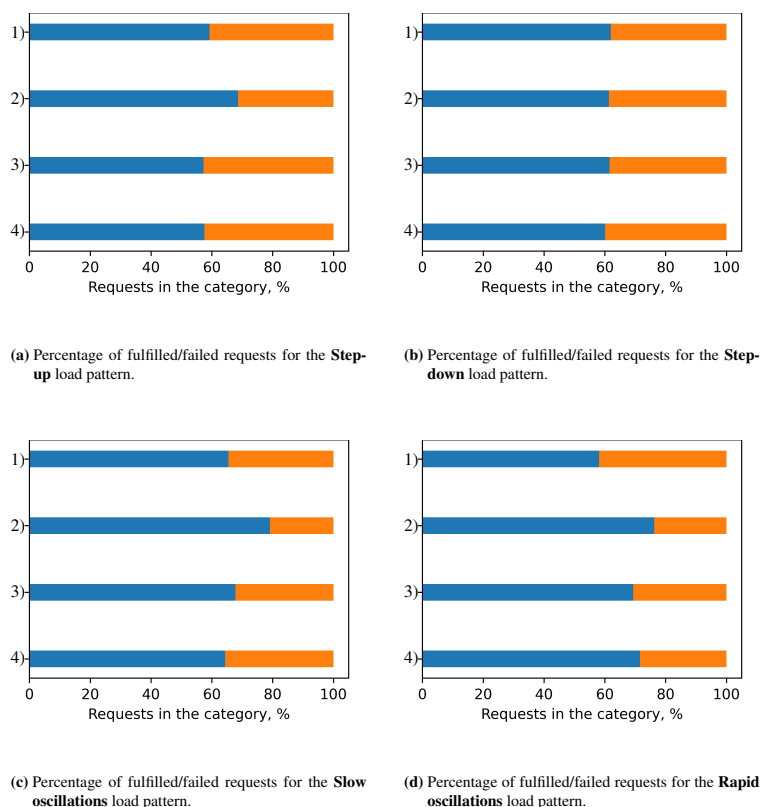 1)
2)
3)
4)
0 20 40 60 80 100
Requests in the category, %
(a) Percentage of fulfilled/failed requests for the Step-
up load pattern.
1)
2)
3)
4)
0 20 40 60 80 100
Requests in the category, %
(b) Percentage of fulfilled/failed requests for the Step-
down load pattern.
1)
2)
3)
4)
0 20 40 60 80 100
Requests in the category, %
(c) Percentage of fulfilled/failed requests for the Slow
oscillations load pattern.
1)
2)
3)
4)
0 20 40 60 80 100
Requests in the category, %
(d) Percentage of fulfilled/failed requests for the Rapid
oscillations load pattern.